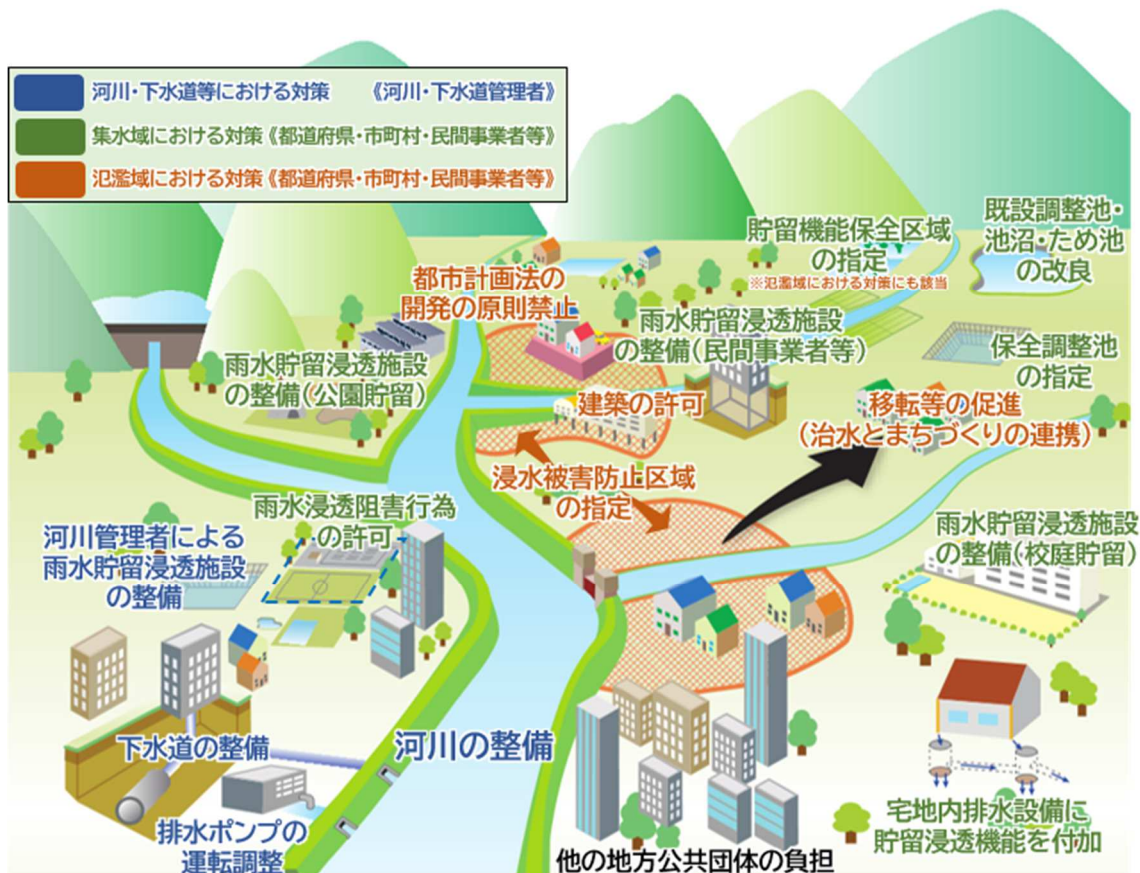 河川・下水道等における対策 《河川・下水道管理者》
集水域における対策《都道府県・市町村・民間事業者等》
氾濫域における対策《都道府県・市町村・民間事業者等》
貯留機能保全区域
の指定
※氾濫域における対策にも該当
既設調整池・
池沼・ため池
の改良
都市計画法の
開発の原則禁止
雨水貯留浸透施設
の整備(民間事業者等)
保全調整池
の指定
雨水貯留浸透施設
の整備(公園貯留)
建築の許可
移転等の促進
(治水とまちづくりの連携)
浸水被害防止区域
の指定
雨水浸透阻害行為
の許可
河川管理者による
雨水貯留浸透施設
の整備
雨水貯留浸透施設
の整備(校庭貯留)
下水道の整備
河川の整備
排水ポンプの
運転調整
宅地内排水設備に
貯留浸透機能を付加
他の地方公共団体の負担